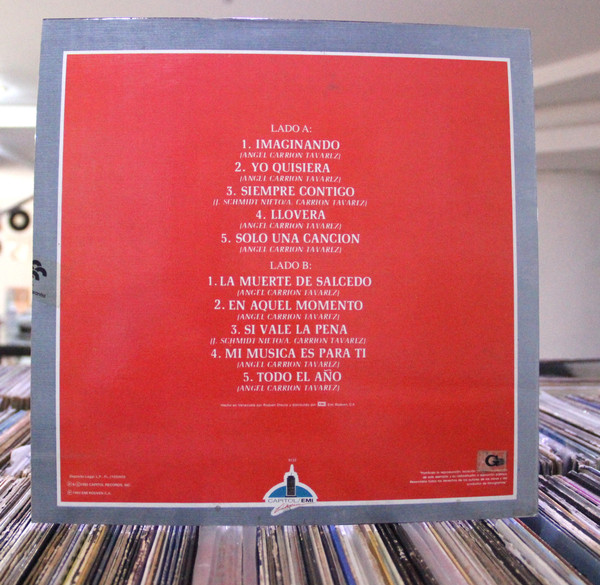 LADO A:
1. IMAGINANDO
(ANGEL CARRION TAVAREZ)
2. YO QUISIERA
(ANGEL CARRION TAVAREZ)
3. SIEMPRE CONTIGO
(J. SCHMIDT NIETO/A. CARRION TAVAREZ)
4. LLOVERA
(ANGEL CARRION TAVAREZ)
5. SOLO UNA CANCION
(ANGEL CARRION TAVAREZ)
LADO B:
1. LA MUERTE DE SALCEDO
(ANGEL CARRION TAVAREZ)
2. EN AQUEL MOMENTO
(ANGEL CARRION TAVAREZ)
3. SI VALE LA PENA
(J. SCHMIDT NIETO/A. CARRION TAVAREZ)
4. MI MUSICA ES PARA TI
(ANGEL CARRION TAVAREZ)
5. TODO EL AÑO
(ANGEL CARRION TAVAREZ)
CAPITOL/EMI
Latin